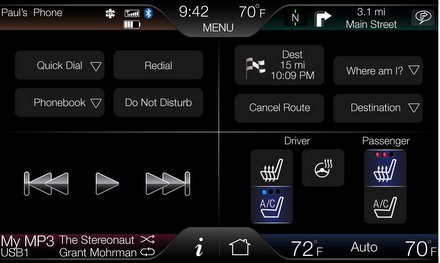 Paul's Phone
9:42
MENU
70°F
N
3.1 mi
Main Street
P
Quick Dial
Redial
Phonebook
Do Not Disturb
Dest
15 mi
10:09 PM
Where am I?
Cancel Route
Destination
Driver
Passenger
A/C
A/C
My MP3
USB1
The Stereonaut
Grant Mohrman
i
72°F
Auto
70°F